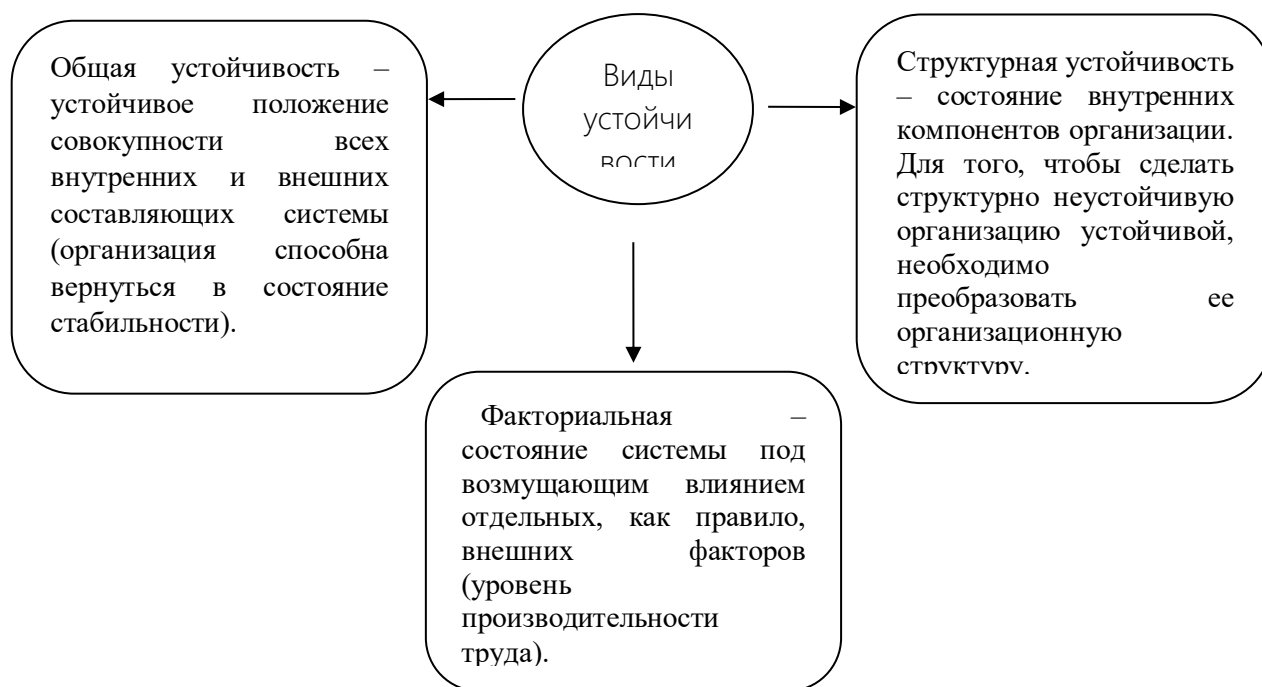 Общая устойчивость –
устойчивое положение
совокупности всех
внутренних и внешних
составляющих системы
(организация способна
вернуться в состояние
стабильности).
Виды
устойчи
вости
Структурная устойчивость
– состояние внутренних
компонентов организации.
Для того, чтобы сделать
структурно неустойчивую
организацию устойчивой,
необходимо
преобразовать ее
организационную
структуру.
Факториальная –
состояние системы под
возмущающим влиянием
отдельных, как правило,
внешних факторов
(уровень
производительности
труда).